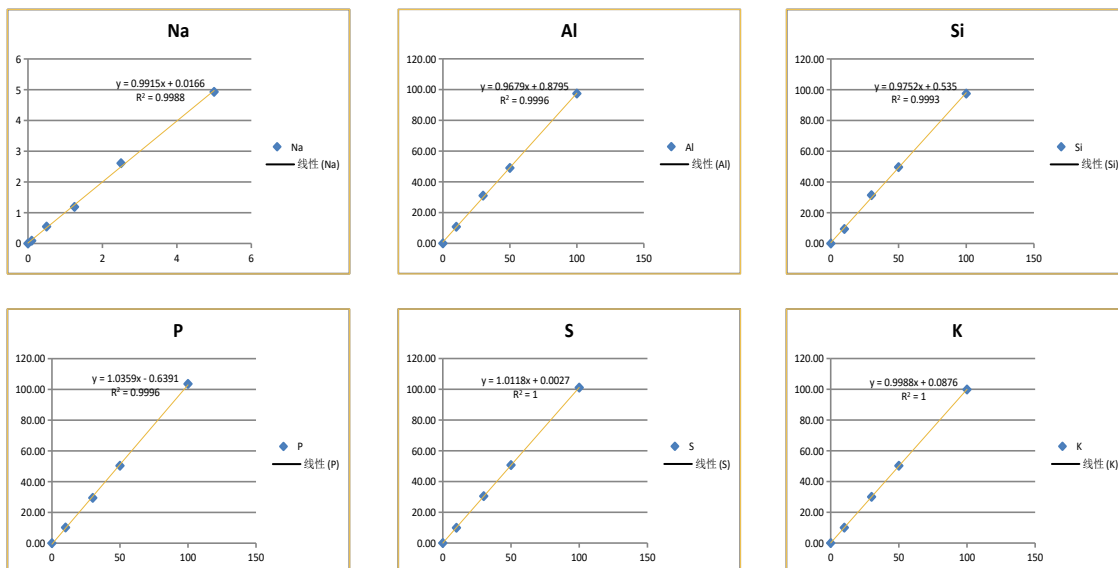 Na
6
5
4
3
2
1
0
0
2
4
6
y = 0.9915x + 0.0166
R² = 0.9988
Na
线性 (Na)
Al
120.00
100.00
80.00
60.00
40.00
20.00
0.00
0
50
100
150
y = 0.9679x + 0.8795
R² = 0.9996
Al
线性 (Al)
Si
120.00
100.00
80.00
60.00
40.00
20.00
0.00
0
50
100
150
y = 0.9752x + 0.535
R² = 0.9993
Si
线性 (Si)
P
120.00
100.00
80.00
60.00
40.00
20.00
0.00
0
50
100
150
y = 1.0359x - 0.6391
R² = 0.9996
P
线性 (P)
S
120.00
100.00
80.00
60.00
40.00
20.00
0.00
0
50
100
150
y = 1.0118x + 0.0027
R² = 1
S
线性 (S)
K
120.00
100.00
80.00
60.00
40.00
20.00
0.00
0
50
100
150
y = 0.9988x + 0.0876
R² = 1
K
线性 (K)